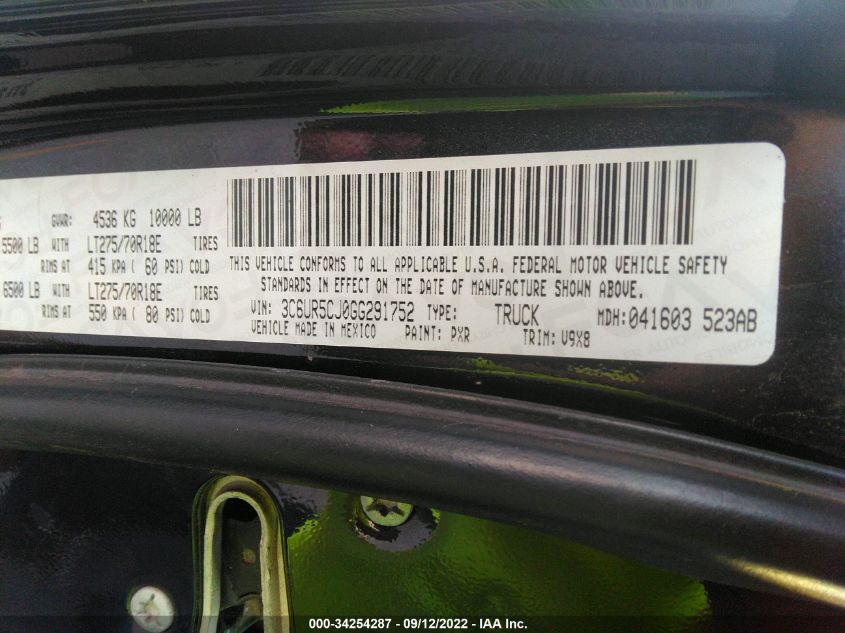 GVWR: 4536 KG 10000 LB
5500 LB WITH LT275/70R18E TIRES
RIMS AT 415 KPA ( 60 PSI) COLD
6500 LB WITH LT275/70R18E TIRES
RIMS AT 550 KPA ( 80 PSI) COLD
THIS VEHICLE CONFORMS TO ALL APPLICABLE U.S.A. FEDERAL MOTOR VEHICLE SAFETY
STANDARDS IN EFFECT ON THE DATE OF MANUFACTURE SHOWN ABOVE.
VIN: 3C6UR5CJ0GG291752 TYPE: TRUCK MDH: 041603 523AB
VEHICLE MADE IN MEXICO PAINT: PXR TRIM: V9X8
000-34254287 - 09/12/2022 - IAA Inc.